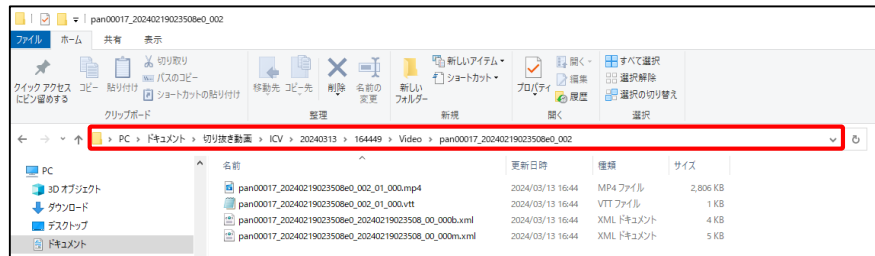 pan00017_20240219023508e0_002
ファイル ホーム 共有 表示
クイック アクセスにピン留めする
コピー
貼り付け
切り取り
パスのコピー
ショートカットの貼り付け
クリップボード
移動先
コピー先
削除
名前の変更
整理
新しいフォルダー
新しいアイテム
ショートカット
新規
プロパティ
開く
編集
履歴
開く
すべて選択
選択解除
選択の切り替え
選択
PC > ドキュメント > 切り抜き動画 > ICV > 20240313 > 164449 > Video > pan00017_20240219023508e0_002
PC
3D オブジェクト
ダウンロード
デスクトップ
ドキュメント
名前 更新日時 種類 サイズ
pan00017_20240219023508e0_002_01_000.mp4 2024/03/13 16:44 MP4 ファイル 2,806 KB
pan00017_20240219023508e0_002_01_000.vtt 2024/03/13 16:44 VTT ファイル 1 KB
pan00017_20240219023508e0_20240219023508_00_000b.xml 2024/03/13 16:44 XML ドキュメント 4 KB
pan00017_20240219023508e0_20240219023508_00_000m.xml 2024/03/13 16:44 XML ドキュメント 5 KB